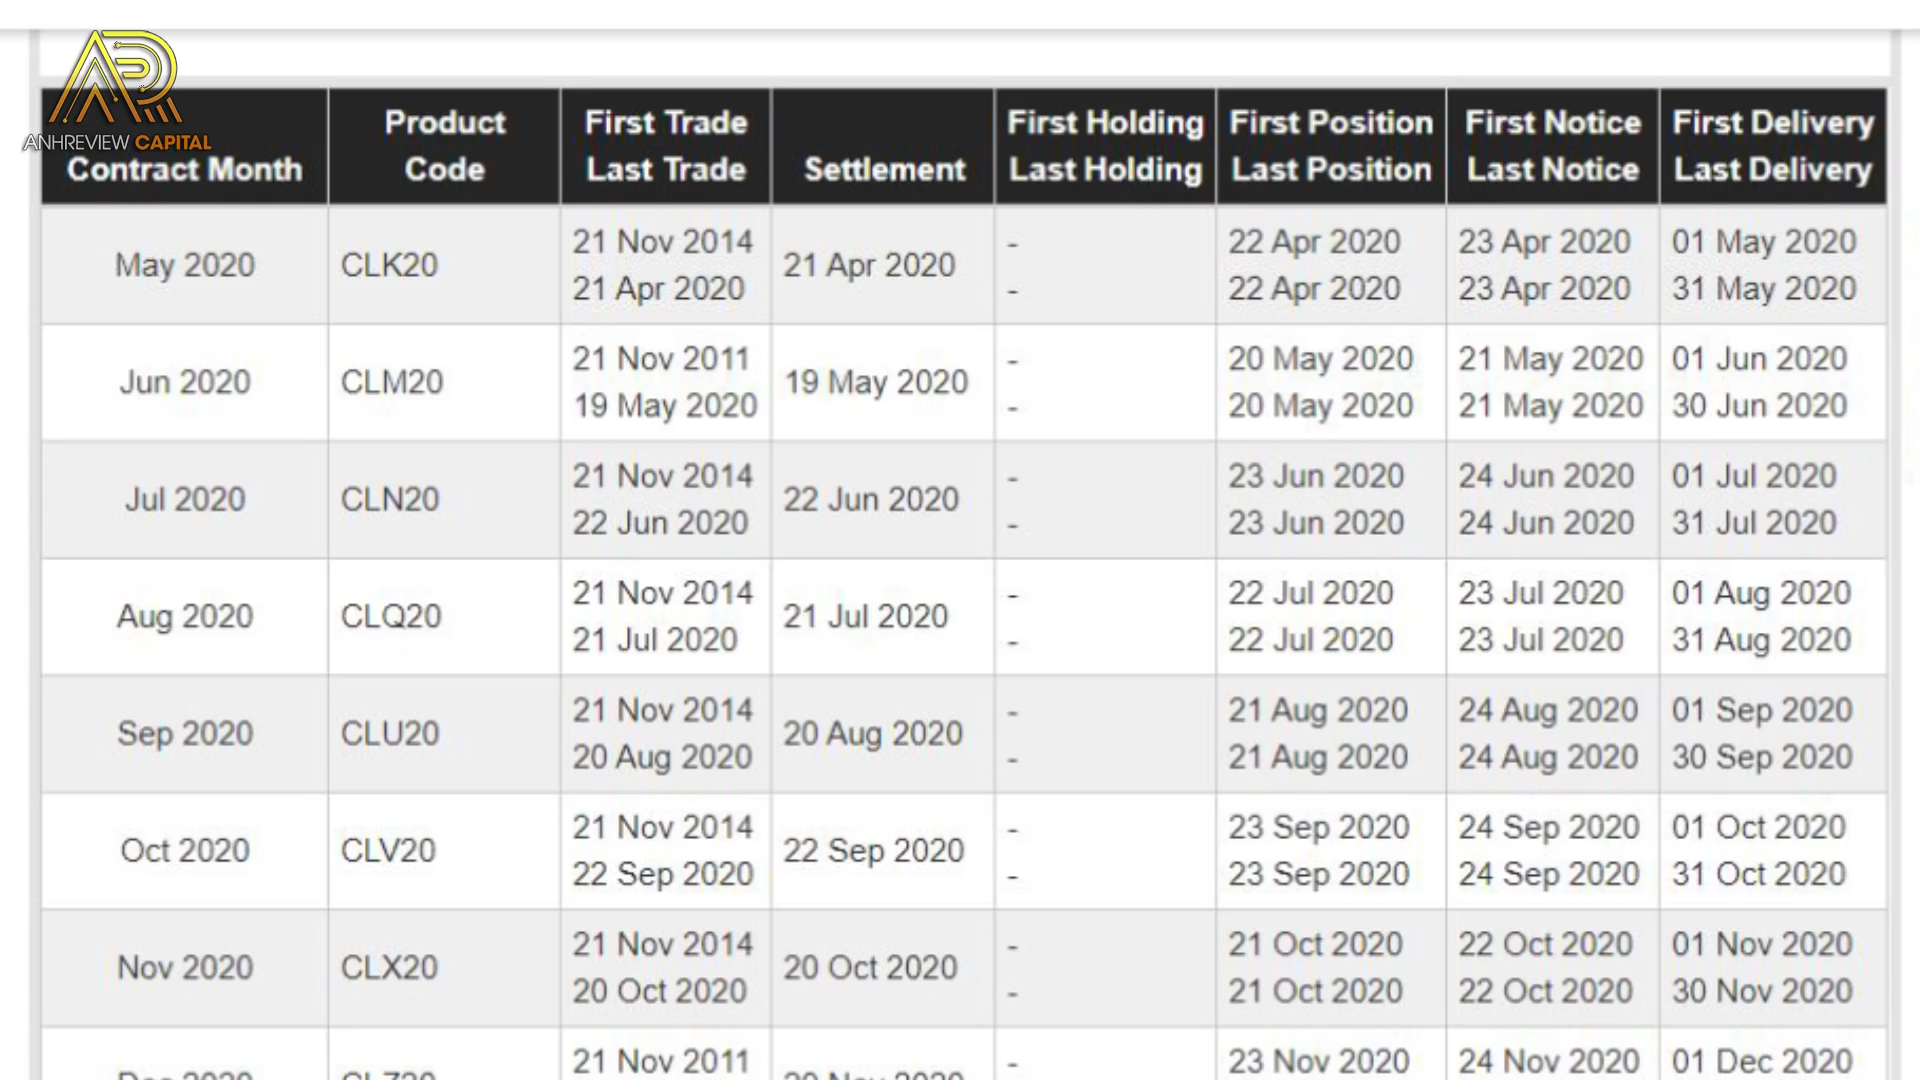 ANHREVIEW CAPITAL
Contract Month
Product
Code
First Trade
Last Trade
Settlement
First Holding
Last Holding
First Position
Last Position
First Notice
Last Notice
First Delivery
Last Delivery
May 2020
CLK20
21 Nov 2014
21 Apr 2020
21 Apr 2020
-
-
22 Apr 2020
22 Apr 2020
23 Apr 2020
23 Apr 2020
01 May 2020
31 May 2020
Jun 2020
CLM20
21 Nov 2011
19 May 2020
19 May 2020
-
-
20 May 2020
20 May 2020
21 May 2020
21 May 2020
01 Jun 2020
30 Jun 2020
Jul 2020
CLN20
21 Nov 2014
22 Jun 2020
22 Jun 2020
-
-
23 Jun 2020
23 Jun 2020
24 Jun 2020
24 Jun 2020
01 Jul 2020
31 Jul 2020
Aug 2020
CLQ20
21 Nov 2014
21 Jul 2020
21 Jul 2020
-
-
22 Jul 2020
22 Jul 2020
23 Jul 2020
23 Jul 2020
01 Aug 2020
31 Aug 2020
Sep 2020
CLU20
21 Nov 2014
20 Aug 2020
20 Aug 2020
-
-
21 Aug 2020
21 Aug 2020
24 Aug 2020
24 Aug 2020
01 Sep 2020
30 Sep 2020
Oct 2020
CLV20
21 Nov 2014
22 Sep 2020
22 Sep 2020
-
-
23 Sep 2020
23 Sep 2020
24 Sep 2020
24 Sep 2020
01 Oct 2020
31 Oct 2020
Nov 2020
CLX20
21 Nov 2014
20 Oct 2020
20 Oct 2020
-
-
21 Oct 2020
21 Oct 2020
22 Oct 2020
22 Oct 2020
01 Nov 2020
30 Nov 2020
21 Nov 2011
-
23 Nov 2020
24 Nov 2020
01 Dec 2020